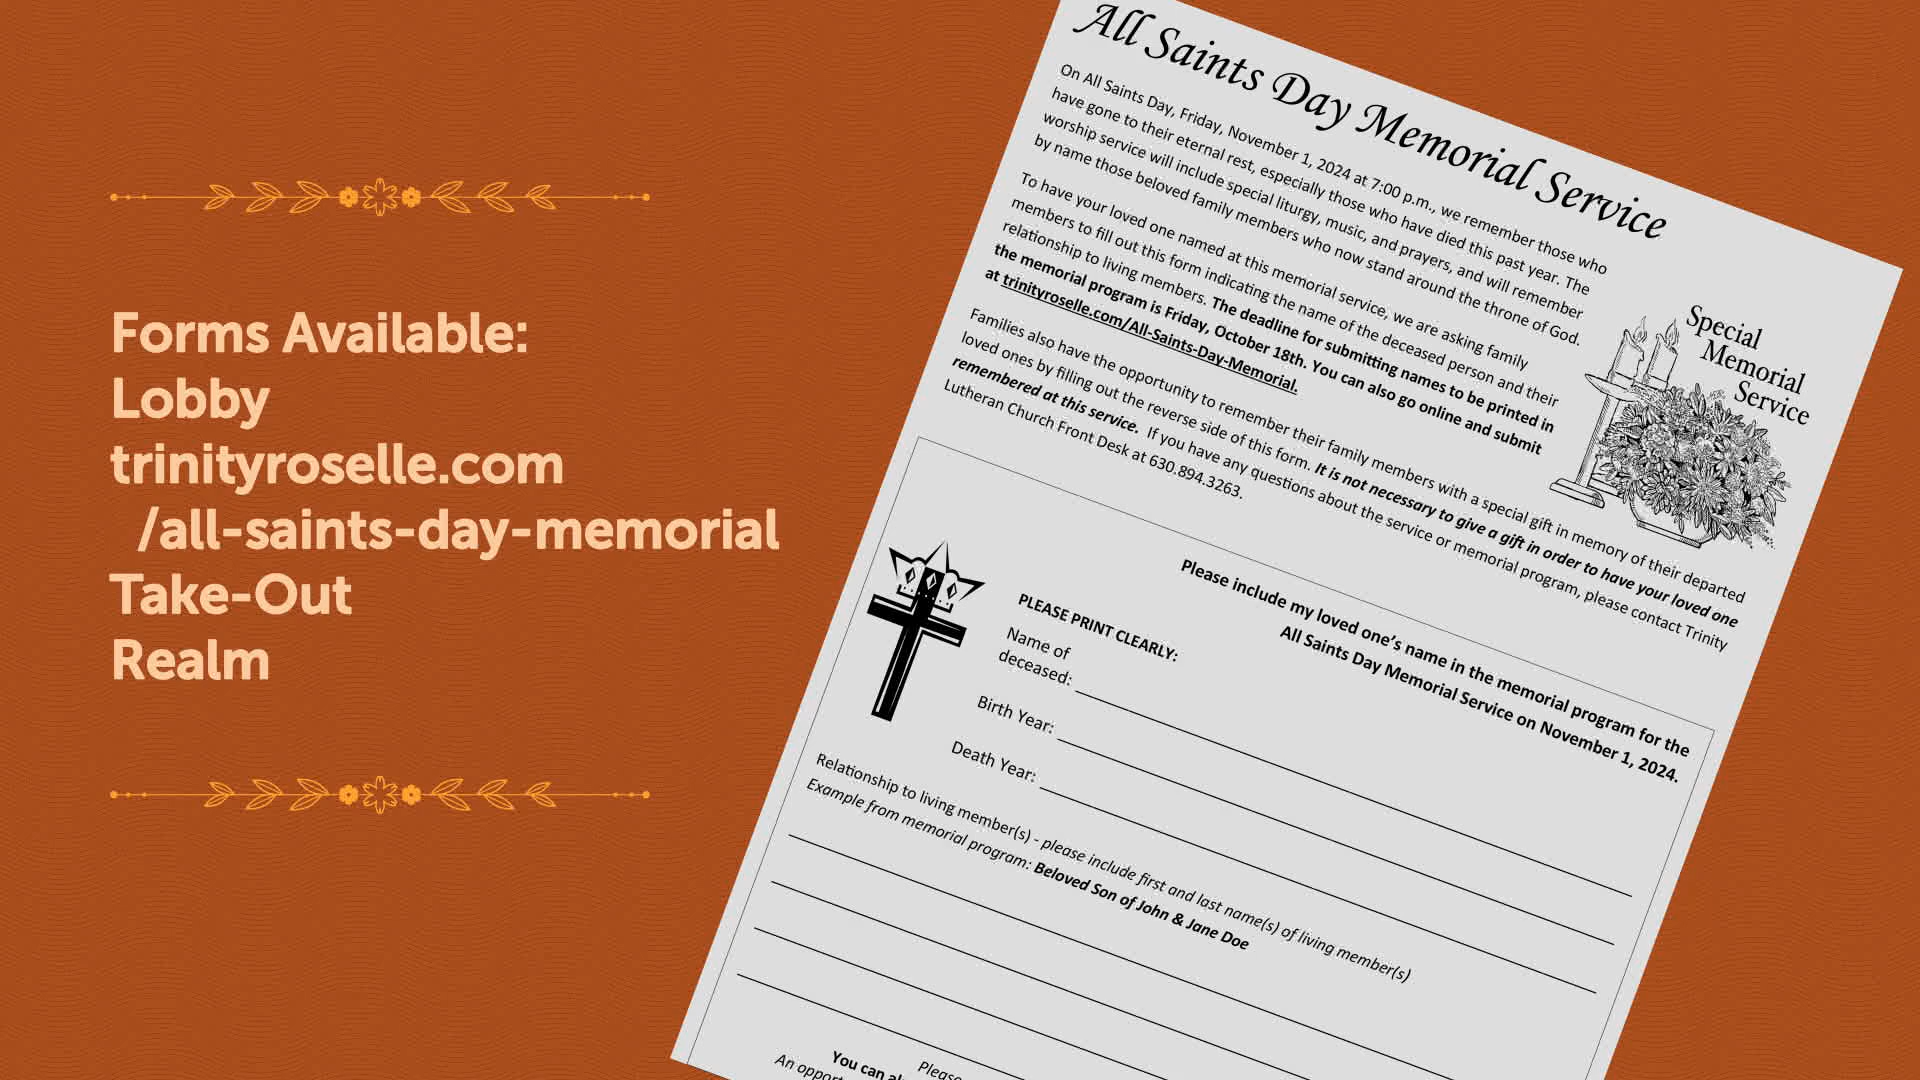 Forms Available:
Lobby
trinityroselle.com
/all-saints-day-memorial
Take-Out
Realm
All Saints Day Memorial Service
On All Saints Day, Friday, November 1, 2024 at 7:00 p.m., we remember those who
have gone to their eternal rest, especially those who have died this past year. The
worship service will include special liturgy, music, and prayers, and will remember
by name those beloved family members who now stand around the throne of God.
To have your loved one named at this memorial service, we are asking family
members to fill out this form indicating the name of the deceased person and their
relationship to living members. The deadline for submitting names to be printed in
the memorial program is Friday, October 18th. You can also go online and submit
at trinityroselle.com/All-Saints-Day-Memorial.
Special
Memorial
Service
Families also have the opportunity to remember their family members with a special gift in memory of their departed
loved ones by filling out the reverse side of this form. It is not necessary to give a gift in order to have your loved one
remembered at this service. If you have any questions about the service or memorial program, please contact Trinity
Lutheran Church Front Desk at 630.894.3263.
Please include my loved one’s name in the memorial program for the
All Saints Day Memorial Service on November 1, 2024.
PLEASE PRINT CLEARLY:
Name of
deceased:
Birth Year:
Death Year:
Relationship to living member(s) - please include first and last name(s) of living member(s)
Example from memorial program: Beloved Son of John & Jane Doe
Please
You can
An